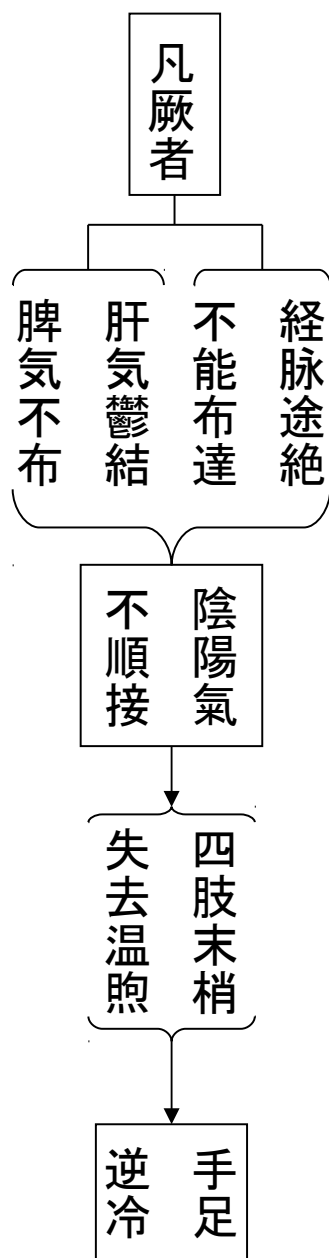 凡厥者
経脉途絶
不能布達
肝気鬱結
脾気不布
陰陽氣
不順接
四肢末梢
失去温煦
手足
逆冷